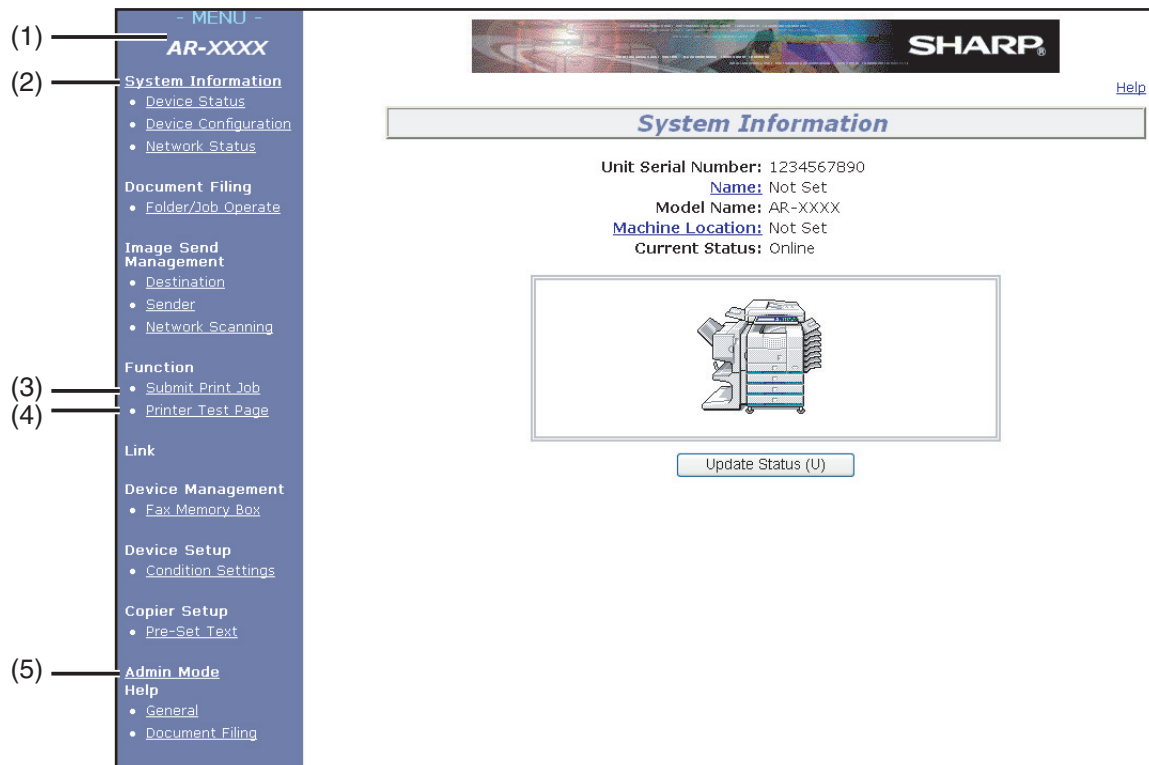 - MENU -
(1)
AR-XXXX
SHARP®
(2)
System Information
Help
• Device Status
• Device Configuration
• Network Status
System Information
Unit Serial Number: 1234567890
Name: Not Set
Model Name: AR-XXXX
Machine Location: Not Set
Current Status: Online
Document Filing
• Folder/Job Operate
Image Send
Management
• Destination
• Sender
• Network Scanning
Function
(3)
• Submit Print Job
(4)
• Printer Test Page
Link
Update Status (U)
Device Management
• Fax Memory Box
Device Setup
• Condition Settings
Copier Setup
• Pre-Set Text
(5)
Admin Mode
Help
• General
• Document Filing